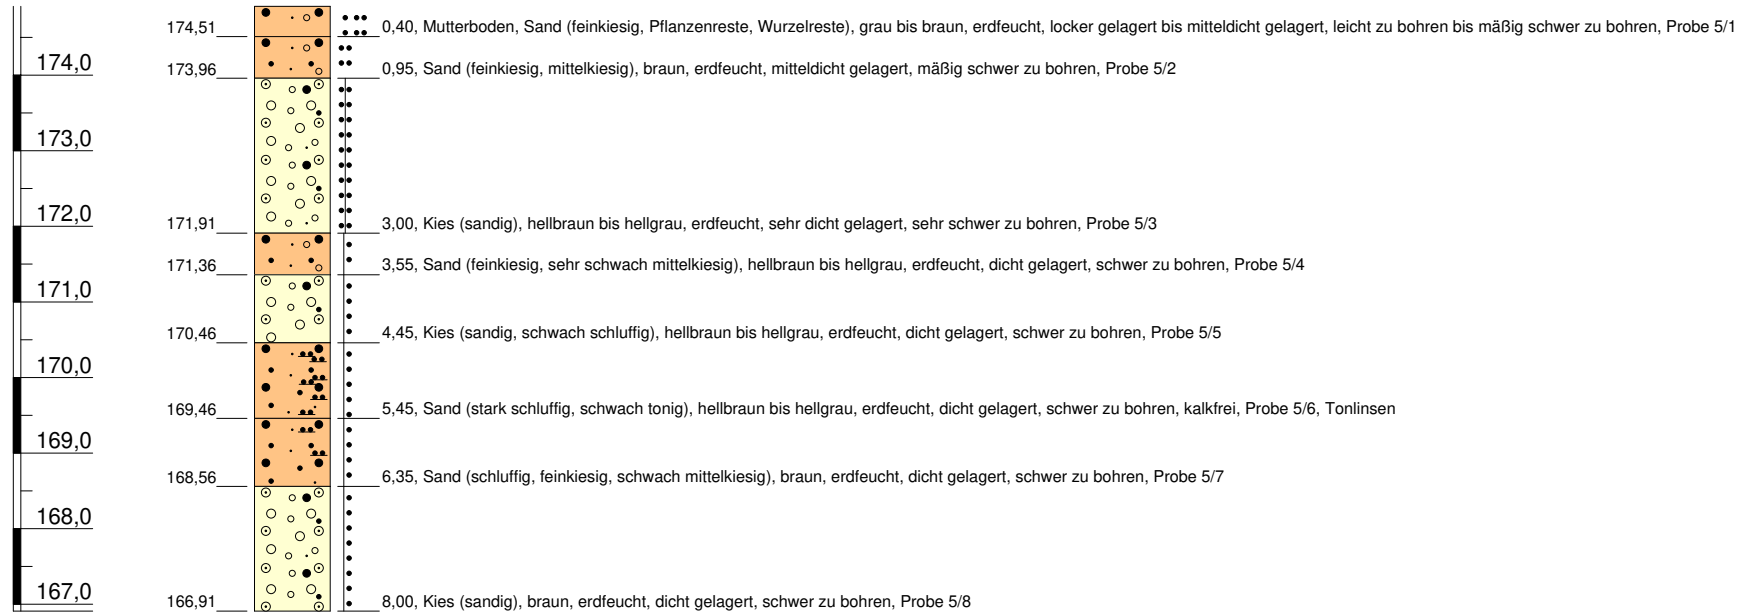 174,51 0,40, Mutterboden, Sand (feinkiesig, Pflanzenreste, Wurzelreste), grau bis braun, erdfeucht, locker gelagert bis mitteldicht gelagert, leicht zu bohren bis mäßig schwer zu bohren, Probe 5/1
174,0 173,96 0,95, Sand (feinkiesig, mittelkiesig), braun, erdfeucht, mitteldicht gelagert, mäßig schwer zu bohren, Probe 5/2
173,0
172,0 171,91 3,00, Kies (sandig), hellbraun bis hellgrau, erdfeucht, sehr dicht gelagert, sehr schwer zu bohren, Probe 5/3
171,36 3,55, Sand (feinkiesig, sehr schwach mittelkiesig), hellbraun bis hellgrau, erdfeucht, dicht gelagert, schwer zu bohren, Probe 5/4
171,0
170,46 4,45, Kies (sandig, schwach schluffig), hellbraun bis hellgrau, erdfeucht, dicht gelagert, schwer zu bohren, Probe 5/5
170,0
169,46 5,45, Sand (stark schluffig, schwach tonig), hellbraun bis hellgrau, erdfeucht, dicht gelagert, schwer zu bohren, kalkfrei, Probe 5/6, Tonlinsen
169,0
168,56 6,35, Sand (schluffig, feinkiesig, schwach mittelkiesig), braun, erdfeucht, dicht gelagert, schwer zu bohren, Probe 5/7
168,0
167,0
166,91 8,00, Kies (sandig), braun, erdfeucht, dicht gelagert, schwer zu bohren, Probe 5/8